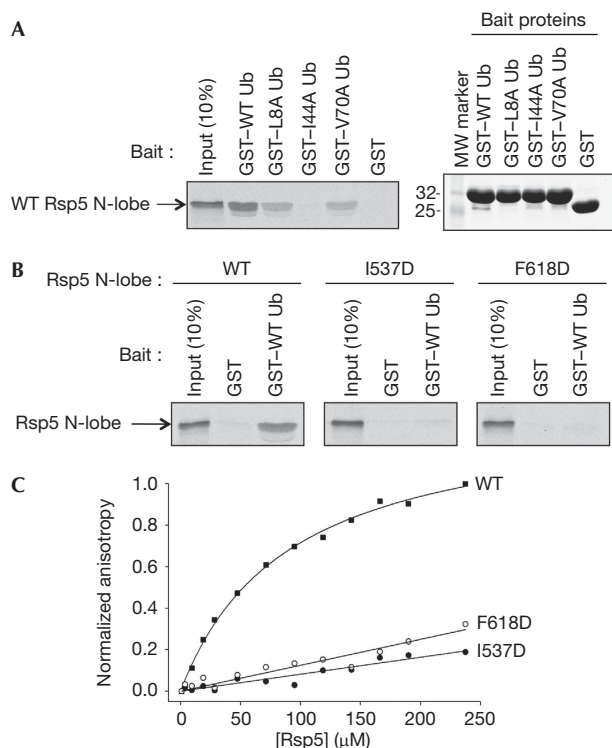 A
Bait :
Input (10%)
GST–WT Ub
GST–L8A Ub
GST–I44A Ub
GST–V70A Ub
GST
WT Rsp5 N-lobe
Bait proteins
MW marker
GST–WT Ub
GST–L8A Ub
GST–I44A Ub
GST–V70A Ub
GST
32-
25-
B
Rsp5 N-lobe :
WT
I537D
F618D
Bait :
Input (10%)
GST
GST–WT Ub
Input (10%)
GST
GST–WT Ub
Input (10%)
GST
GST–WT Ub
Rsp5 N-lobe
C
Normalized anisotropy
1.0
0.8
0.6
0.4
0.2
0.0
WT
F618D
I537D
0
50
100
150
200
250
[Rsp5] (μM)